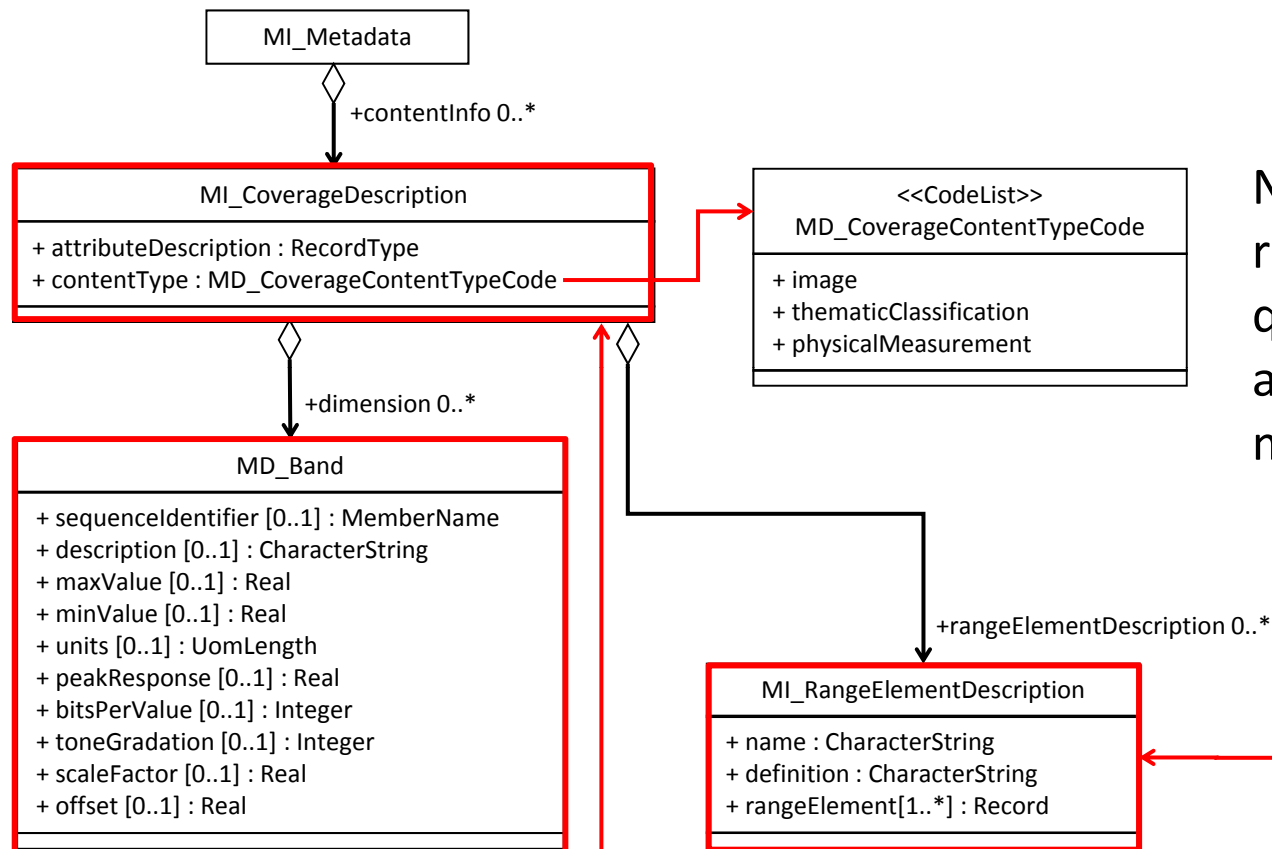 MI_Metadata
+contentInfo 0..*
MI_CoverageDescription
+ attributeDescription : RecordType
+ contentType : MD_CoverageContentTypeCode
<<CodeList>>
MD_CoverageContentTypeCode
+ image
+ thematicClassification
+ physicalMeasurement
+dimension 0..*
MD_Band
+ sequenceIdentifier [0..1] : MemberName
+ description [0..1] : CharacterString
+ maxValue [0..1] : Real
+ minValue [0..1] : Real
+ units [0..1] : UomLength
+ peakResponse [0..1] : Real
+ bitsPerValue [0..1] : Integer
+ toneGradation [0..1] : Integer
+ scaleFactor [0..1] : Real
+ offset [0..1] : Real
+rangeElementDescription 0..*
MI_RangeElementDescription
+ name : CharacterString
+ definition : CharacterString
+ rangeElement[1..*] : Record